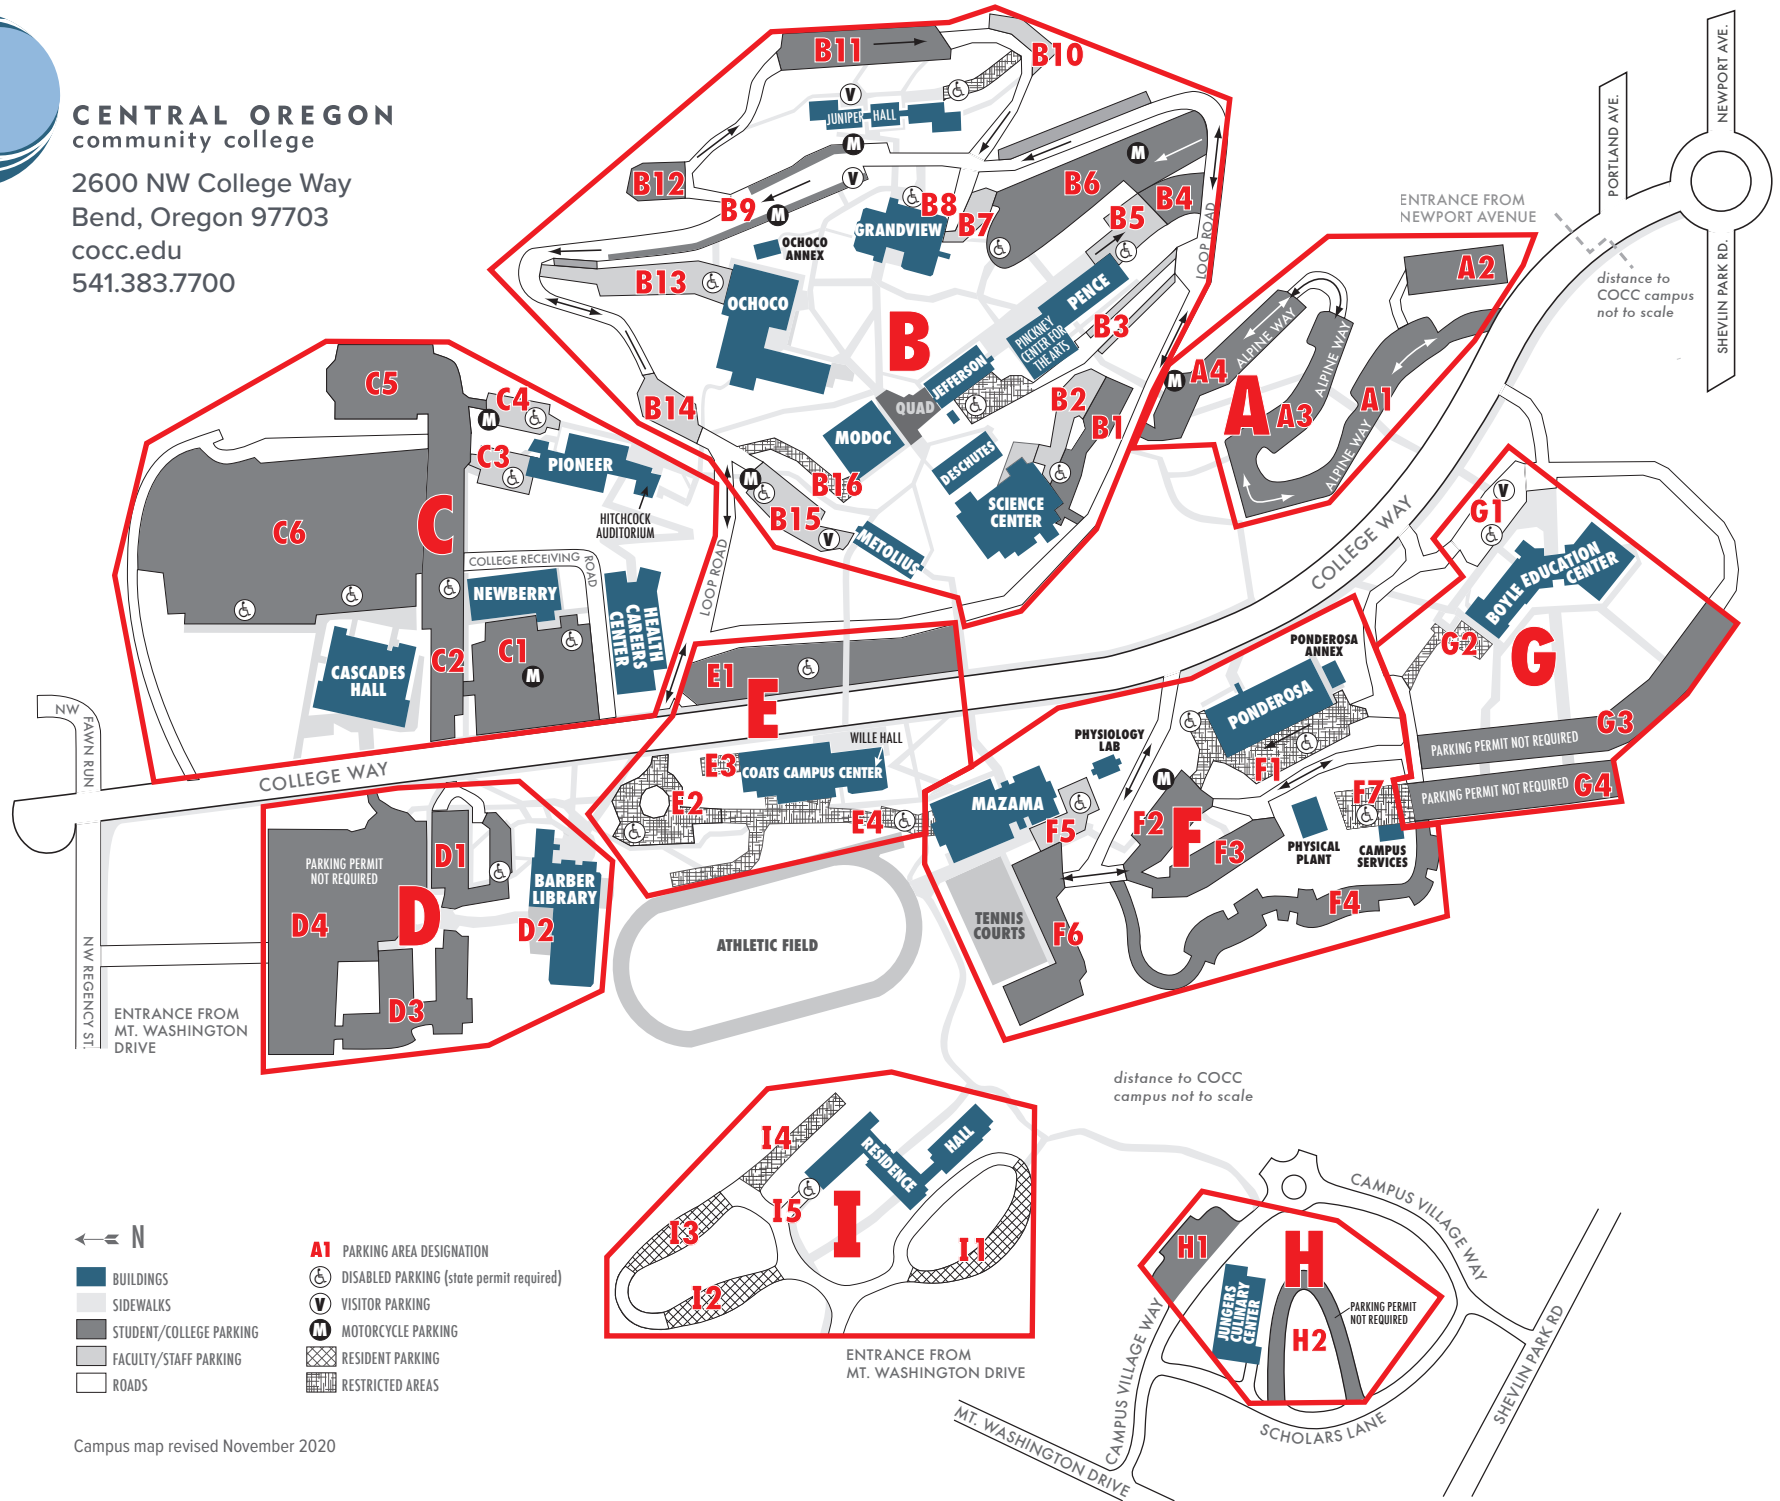 CENTRAL OREGON
community college
2600 NW College Way
Bend, Oregon 97703
cocc.edu
541.383.7700
B11
B10
V
JUNIPER HALL
M
B12
V
B9
M
M
B6
B4
B5
B8
B7
GRANDVIEW
OCHOCO
ANNEX
B13
OCHOCO
PENCE
PINCKNEY
CENTER FOR
THE ARTS
B3
B
LOOP ROAD
JEFFERSON
QUAD
B14
MODOC
B2
B1
DESCHUTES
SCIENCE
CENTER
M
B16
B15
V
METOLIUS
LOOP ROAD
NEWPORT AVE.
PORTLAND AVE.
SHEVLIN PARK RD.
ENTRANCE FROM
NEWPORT AVENUE
distance to
COCC campus
not to scale
A2
ALPINE WAY
ALPINE WAY
M
A4
A
A3
A1
ALPINE WAY
C5
C4
M
C3
PIONEER
HITCHCOCK
AUDITORIUM
C6
C
COLLEGE RECEIVING ROAD
NEWBERRY
HEALTH
CAREERS
CENTER
C1
C2
M
CASCADES
HALL
NW FAWN RUN
COLLEGE WAY
COLLEGE WAY
G1
V
BOYLE EDUCATION
CENTER
G2
G
G3
PARKING PERMIT NOT REQUIRED
PARKING PERMIT NOT REQUIRED
G4
E1
E
WILLE HALL
E3
COATS CAMPUS CENTER
E2
E4
PONDEROSA
ANNEX
PONDEROSA
PHYSIOLOGY
LAB
M
F1
F7
MAZAMA
F5
F2
F
F3
PHYSICAL
PLANT
CAMPUS
SERVICES
F4
TENNIS
COURTS
F6
PARKING PERMIT
NOT REQUIRED
D1
D
D4
BARBER
LIBRARY
D2
D3
ATHLETIC FIELD
NW REGENCY ST.
ENTRANCE FROM
MT. WASHINGTON
DRIVE
distance to COCC
campus not to scale
I4
RESIDENCE
HALL
I5
I
I3
I2
I1
ENTRANCE FROM
MT. WASHINGTON DRIVE
CAMPUS VILLAGE WAY
H1
H
JUNGERS
CULINARY
CENTER
PARKING PERMIT
NOT REQUIRED
H2
CAMPUS VILLAGE WAY
SCHOLARS LANE
SHEVLIN PARK RD
MT. WASHINGTON DRIVE
N
BUILDINGS
SIDEWALKS
STUDENT/COLLEGE PARKING
FACULTY/STAFF PARKING
ROADS
A1 PARKING AREA DESIGNATION
DISABLED PARKING (state permit required)
V VISITOR PARKING
M MOTORCYCLE PARKING
RESIDENT PARKING
RESTRICTED AREAS
Campus map revised November 2020